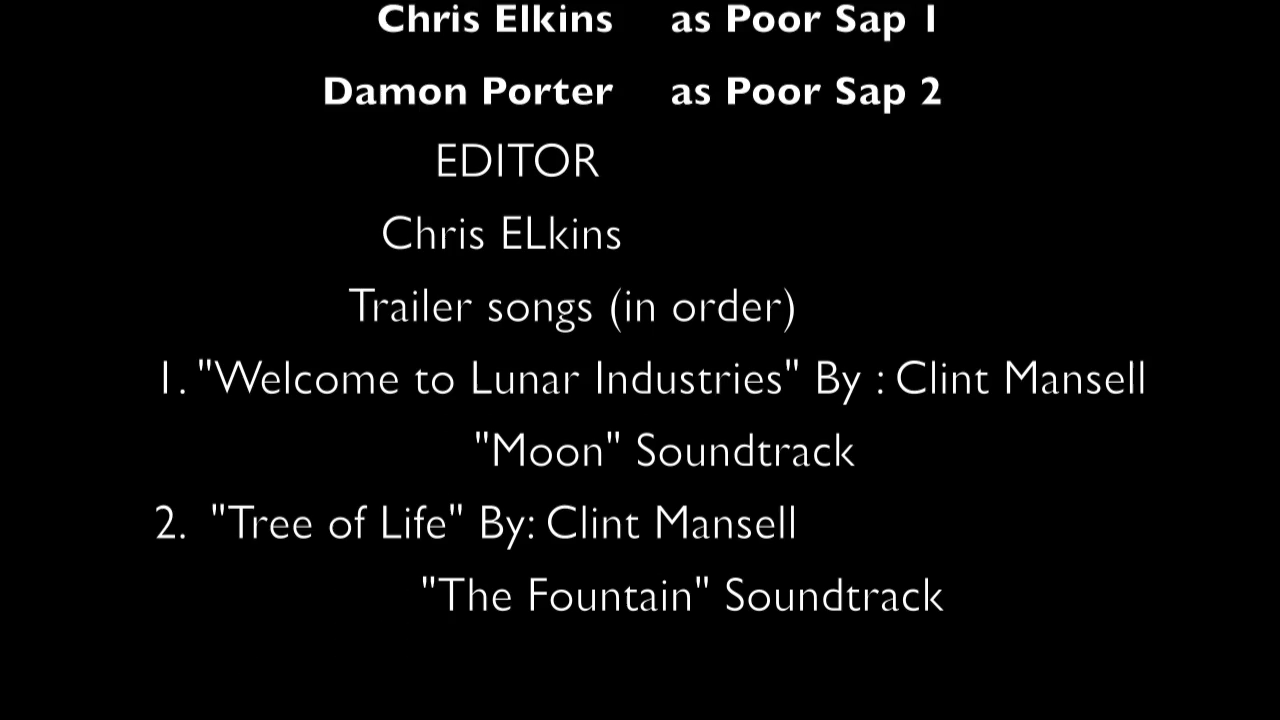 Chris Elkins as Poor Sap 1
Damon Porter as Poor Sap 2
EDITOR
Chris ELkins
Trailer songs (in order)
1. "Welcome to Lunar Industries" By : Clint Mansell
"Moon" Soundtrack
2. "Tree of Life" By: Clint Mansell
"The Fountain" Soundtrack